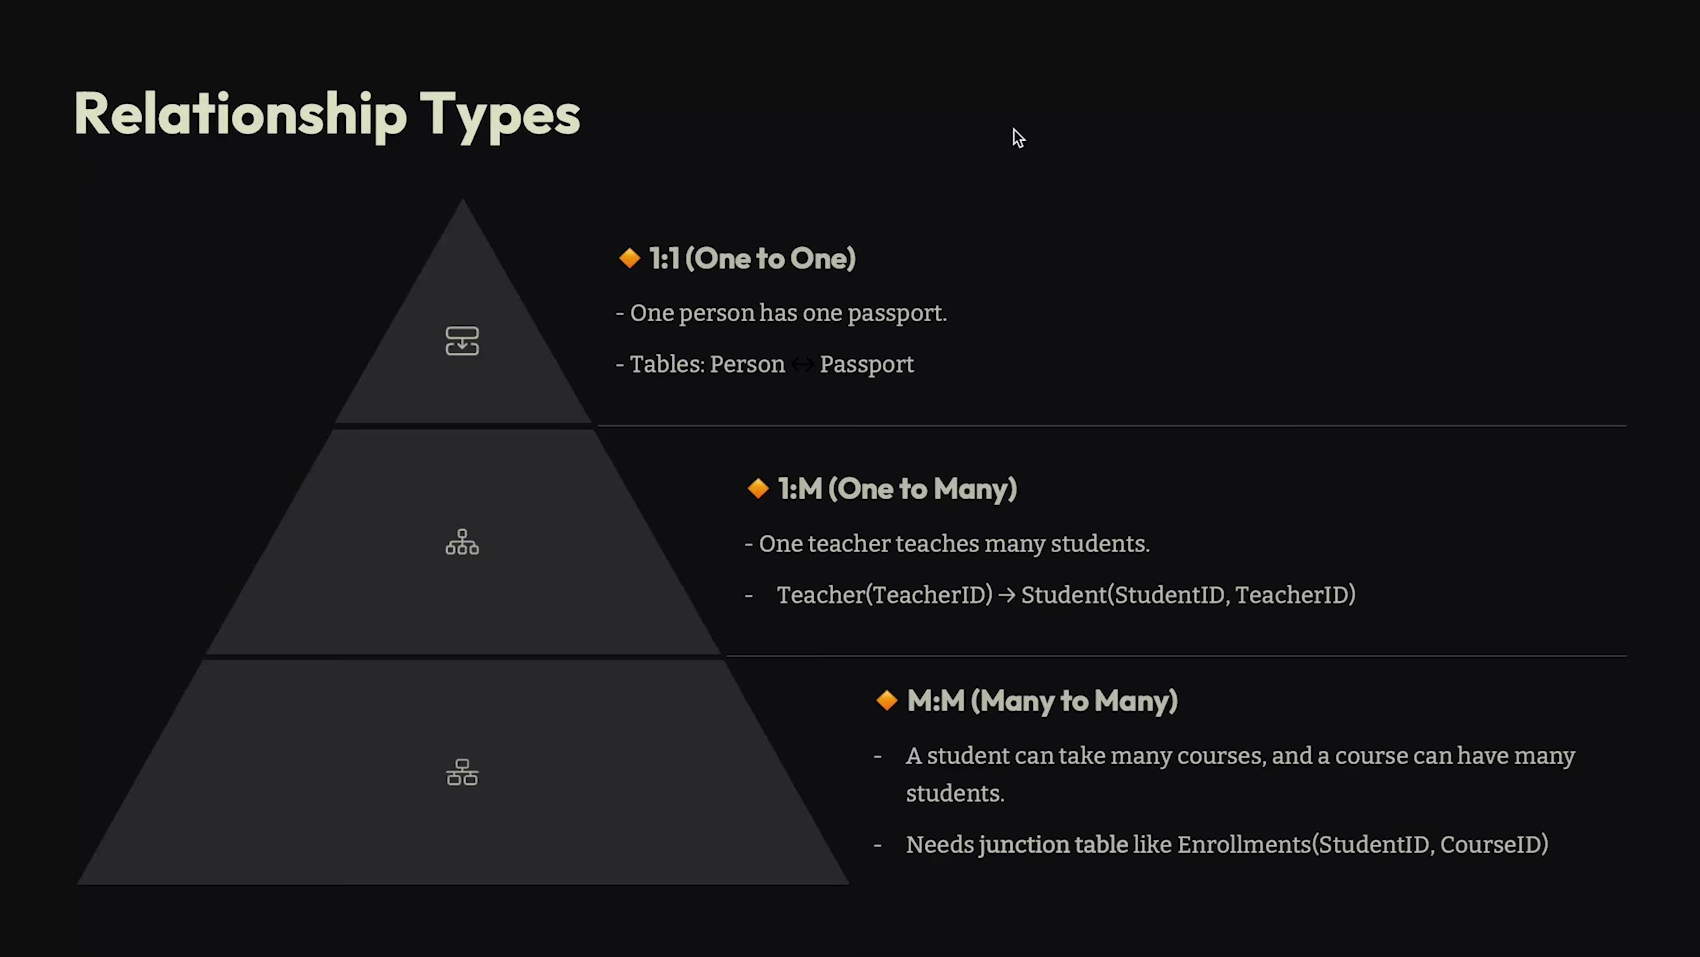 Relationship Types
🔶 1:1 (One to One)
- One person has one passport.
- Tables: Person ↔ Passport
🔶 1:M (One to Many)
- One teacher teaches many students.
- Teacher(TeacherID) → Student(StudentID, TeacherID)
🔶 M:M (Many to Many)
- A student can take many courses, and a course can have many
students.
- Needs junction table like Enrollments(StudentID, CourseID)